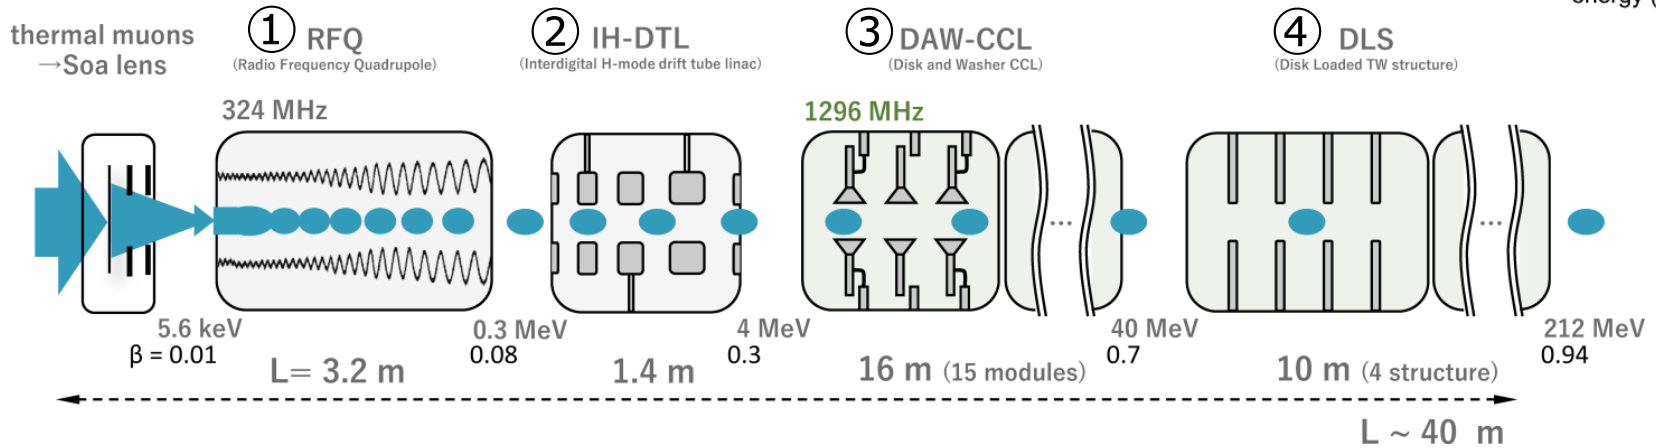 energy (
thermal muons
→Soa lens
① RFQ
(Radio Frequency Quadrupole)
② IH-DTL
(Interdigital H-mode drift tube linac)
③ DAW-CCL
(Disk and Washer CCL)
④ DLS
(Disk Loaded TW structure)
324 MHz
1296 MHz
...
...
5.6 keV
β = 0.01
0.3 MeV
0.08
4 MeV
0.3
40 MeV
0.7
212 MeV
0.94
L= 3.2 m
1.4 m
16 m (15 modules)
10 m (4 structure)
L ~ 40 m